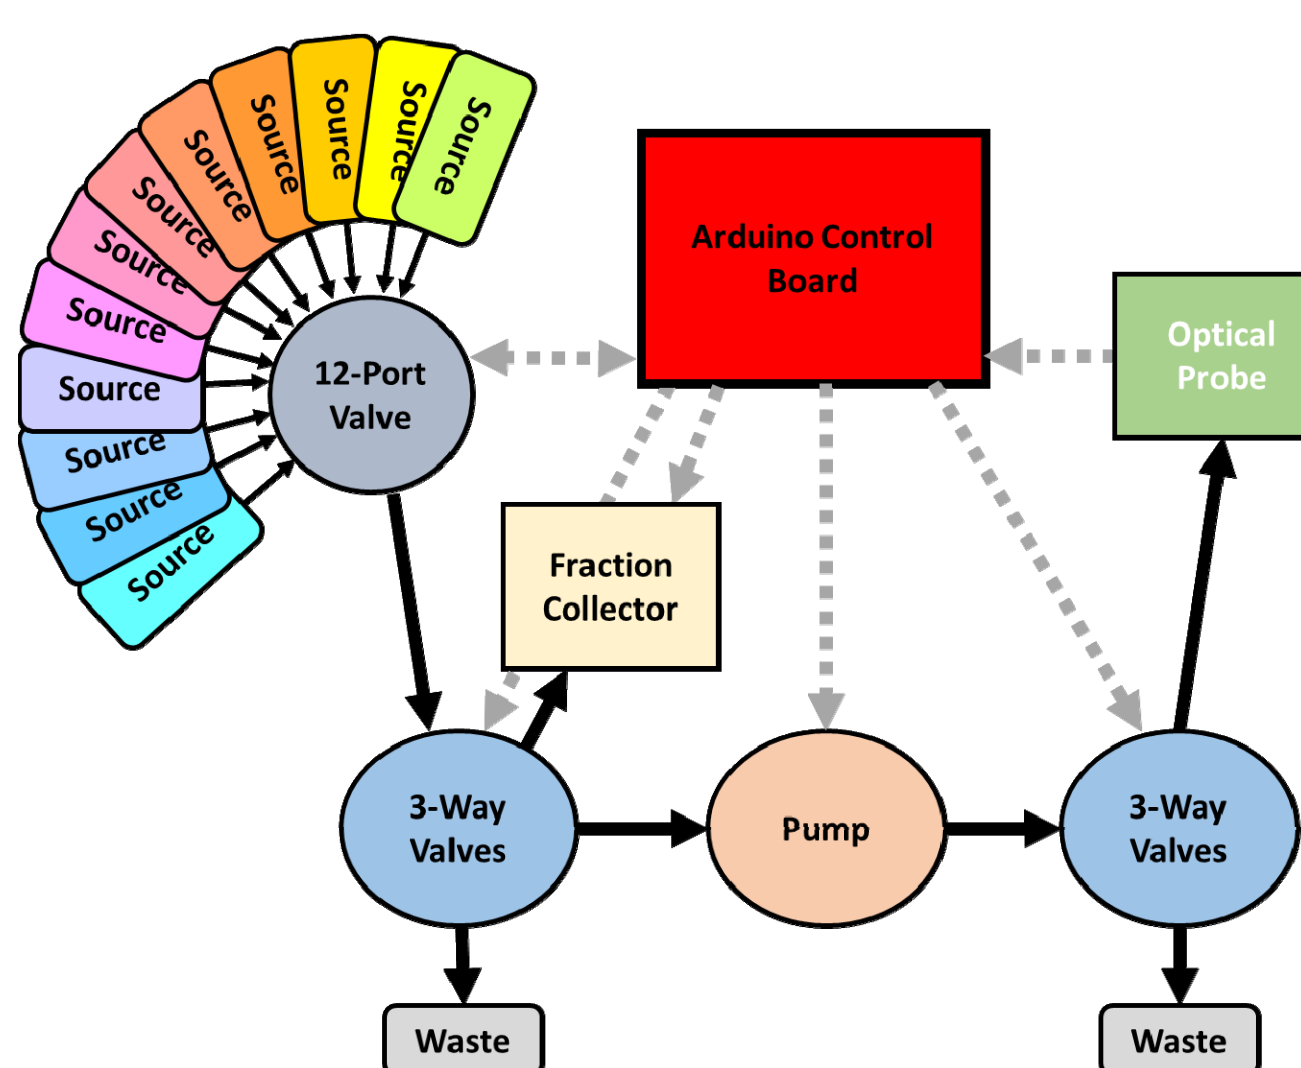 Source
Source
Source
Source
Source
Source
Source
Source
Source
Source
Source
Source
12-Port
Valve
Arduino Control
Board
Optical
Probe
Fraction
Collector
3-Way
Valves
Pump
3-Way
Valves
Waste
Waste